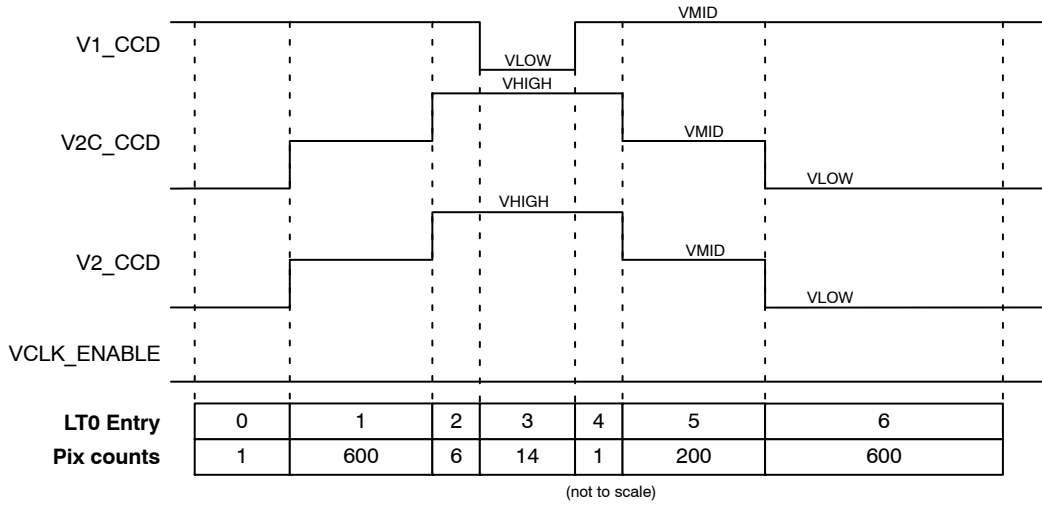 VMID
V1_CCD
VLOW
VHIGH
V2C_CCD
VMID
VLOW
VHIGH
V2_CCD
VMID
VLOW
VCLK_ENABLE
LT0 Entry 0 1 2 3 4 5 6
Pix counts 1 600 6 14 1 200 600
(not to scale)